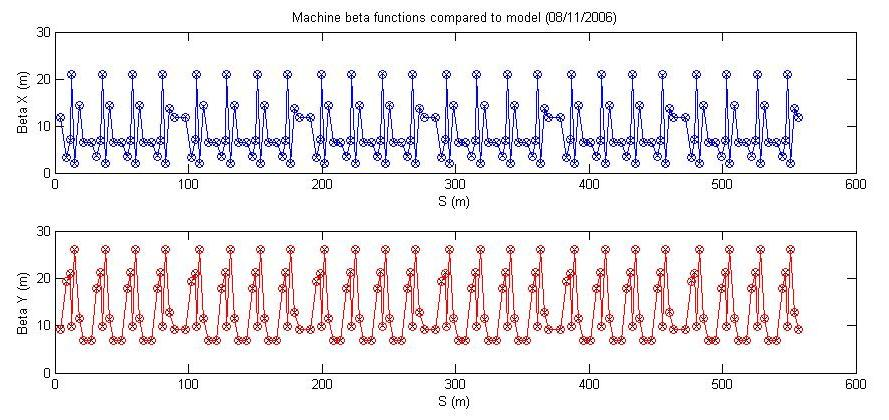 Machine beta functions compared to model (08/11/2006)
30
20
10
0
Beta X (m)
0 100 200 300 400 500 600
S (m)
30
20
10
0
Beta Y (m)
0 100 200 300 400 500 600
S (m)